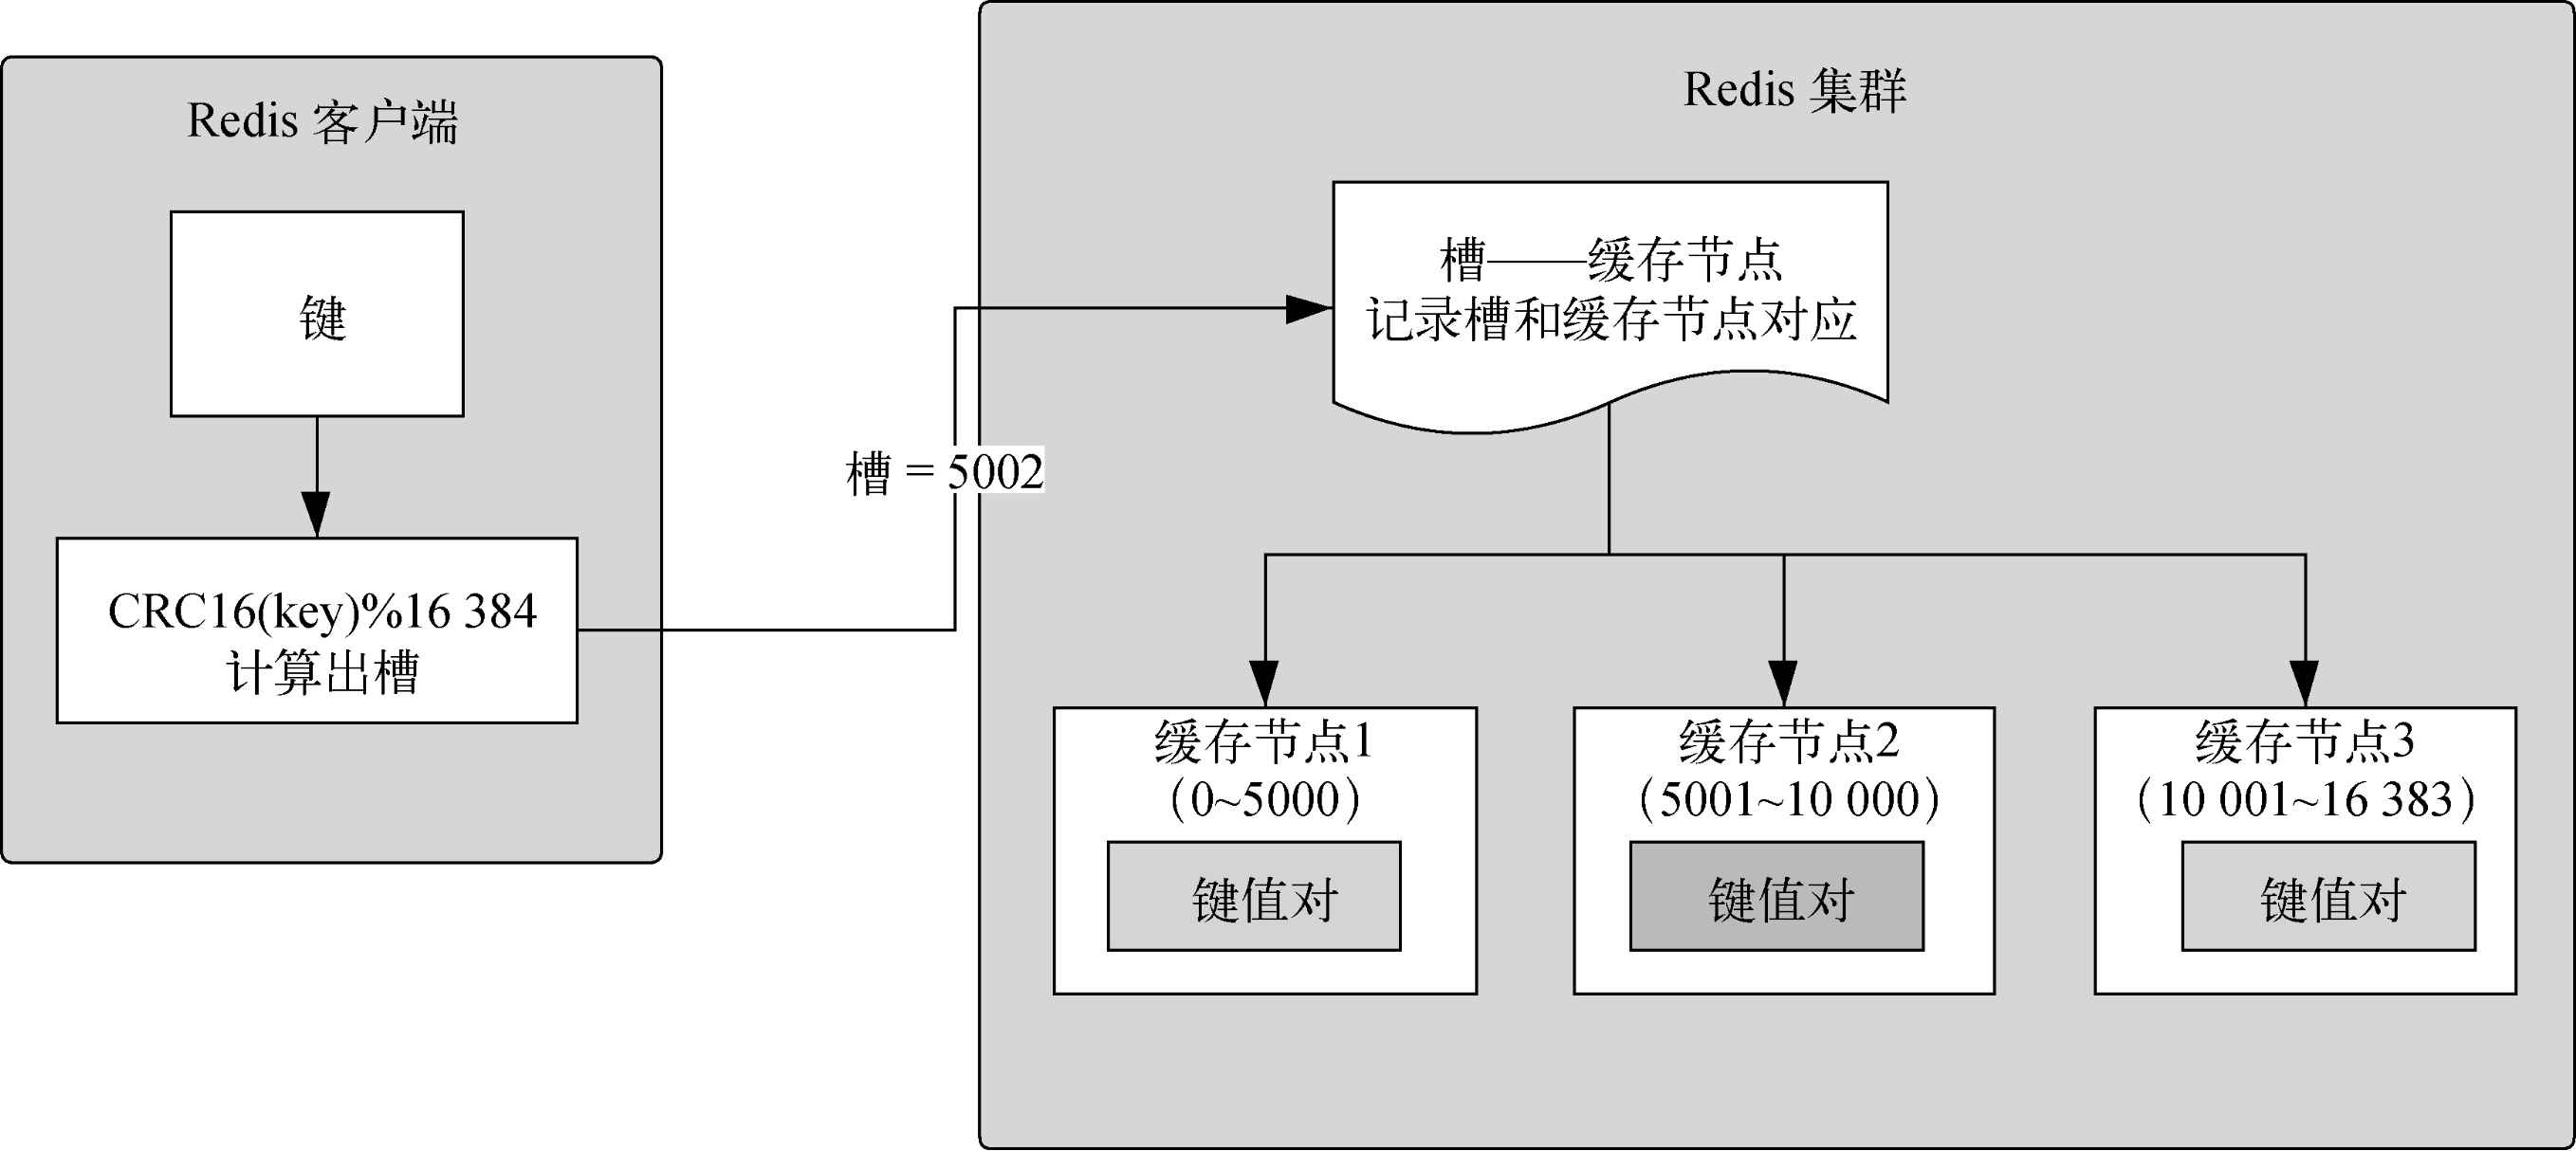 Redis 客户端
键
CRC16(key)%16 384
计算出槽
槽 = 5002
Redis 集群
槽——缓存节点
记录槽和缓存节点对应
缓存节点1
（0~5000）
键值对
缓存节点2
（5001~10 000）
键值对
缓存节点3
（10 001~16 383）
键值对